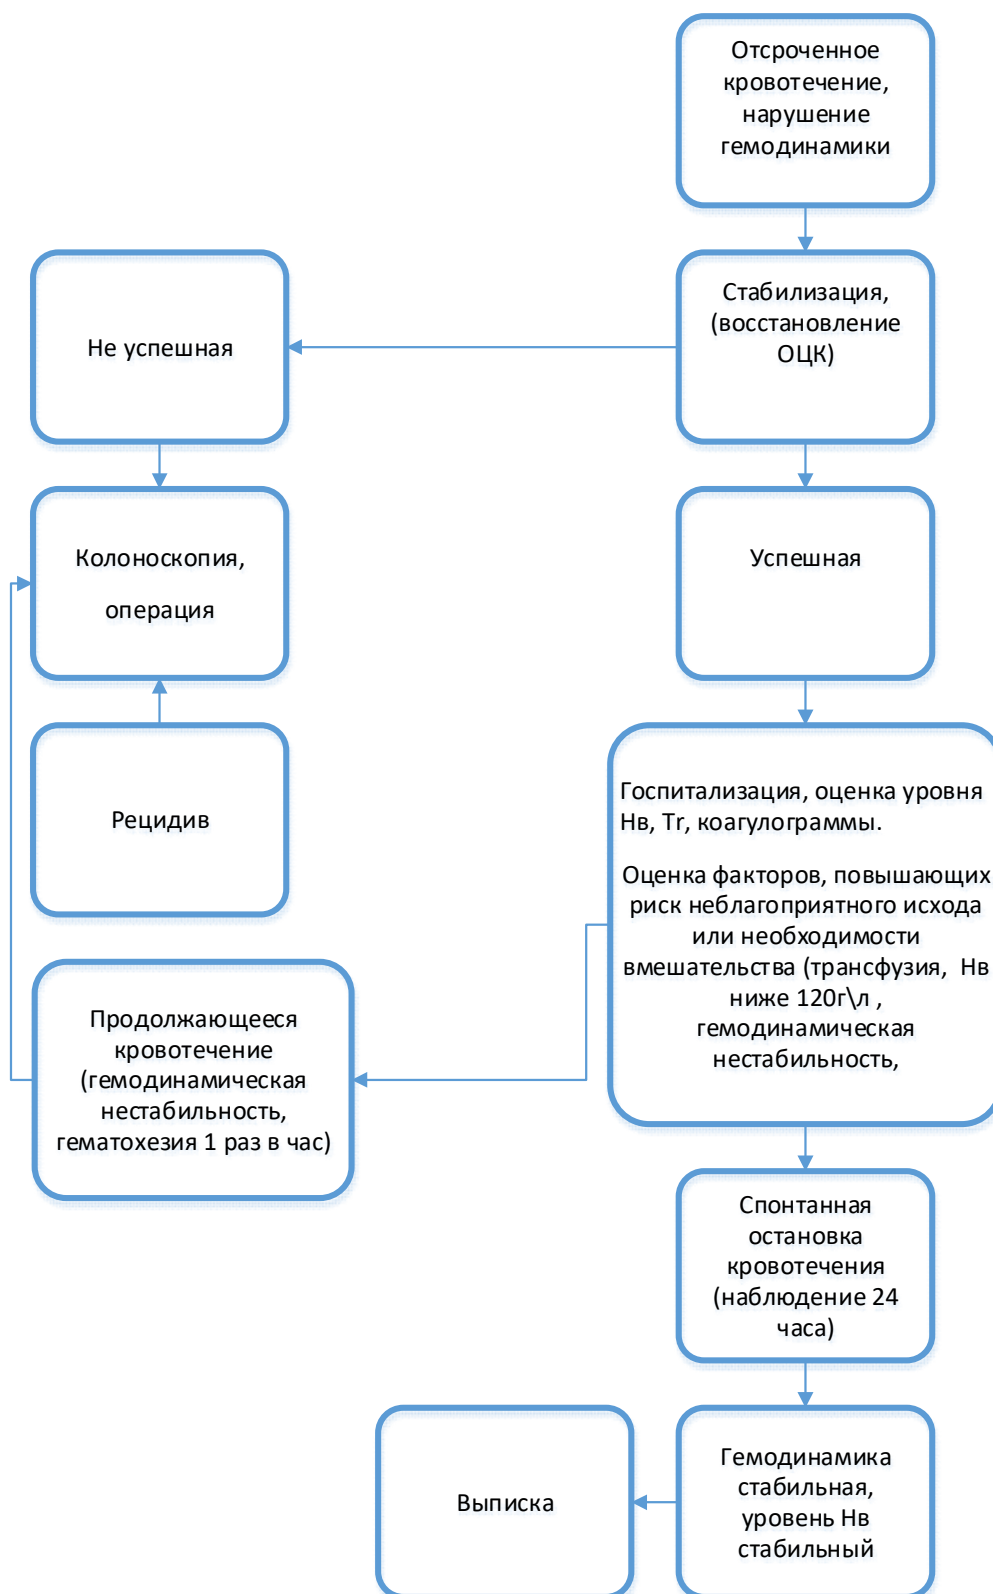 Отсроченное
кровотечение,
нарушение
гемодинамики
Стабилизация,
(восстановление
ОЦК)
Не успешная
Колоноскопия,
операция
Успешная
Рецидив
Госпитализация, оценка уровня
Нв, Tr, коагулограммы.
Оценка факторов, повышающих
риск неблагоприятного исхода
или необходимости
вмешательства (трансфузия, Нв
ниже 120г\л ,
гемодинамическая
нестабильность,
Продолжающееся
кровотечение
(гемодинамическая
нестабильность,
гематохезия 1 раз в час)
Спонтанная
остановка
кровотечения
(наблюдение 24
часа)
Гемодинамика
стабильная,
уровень Нв
стабильный
Выписка